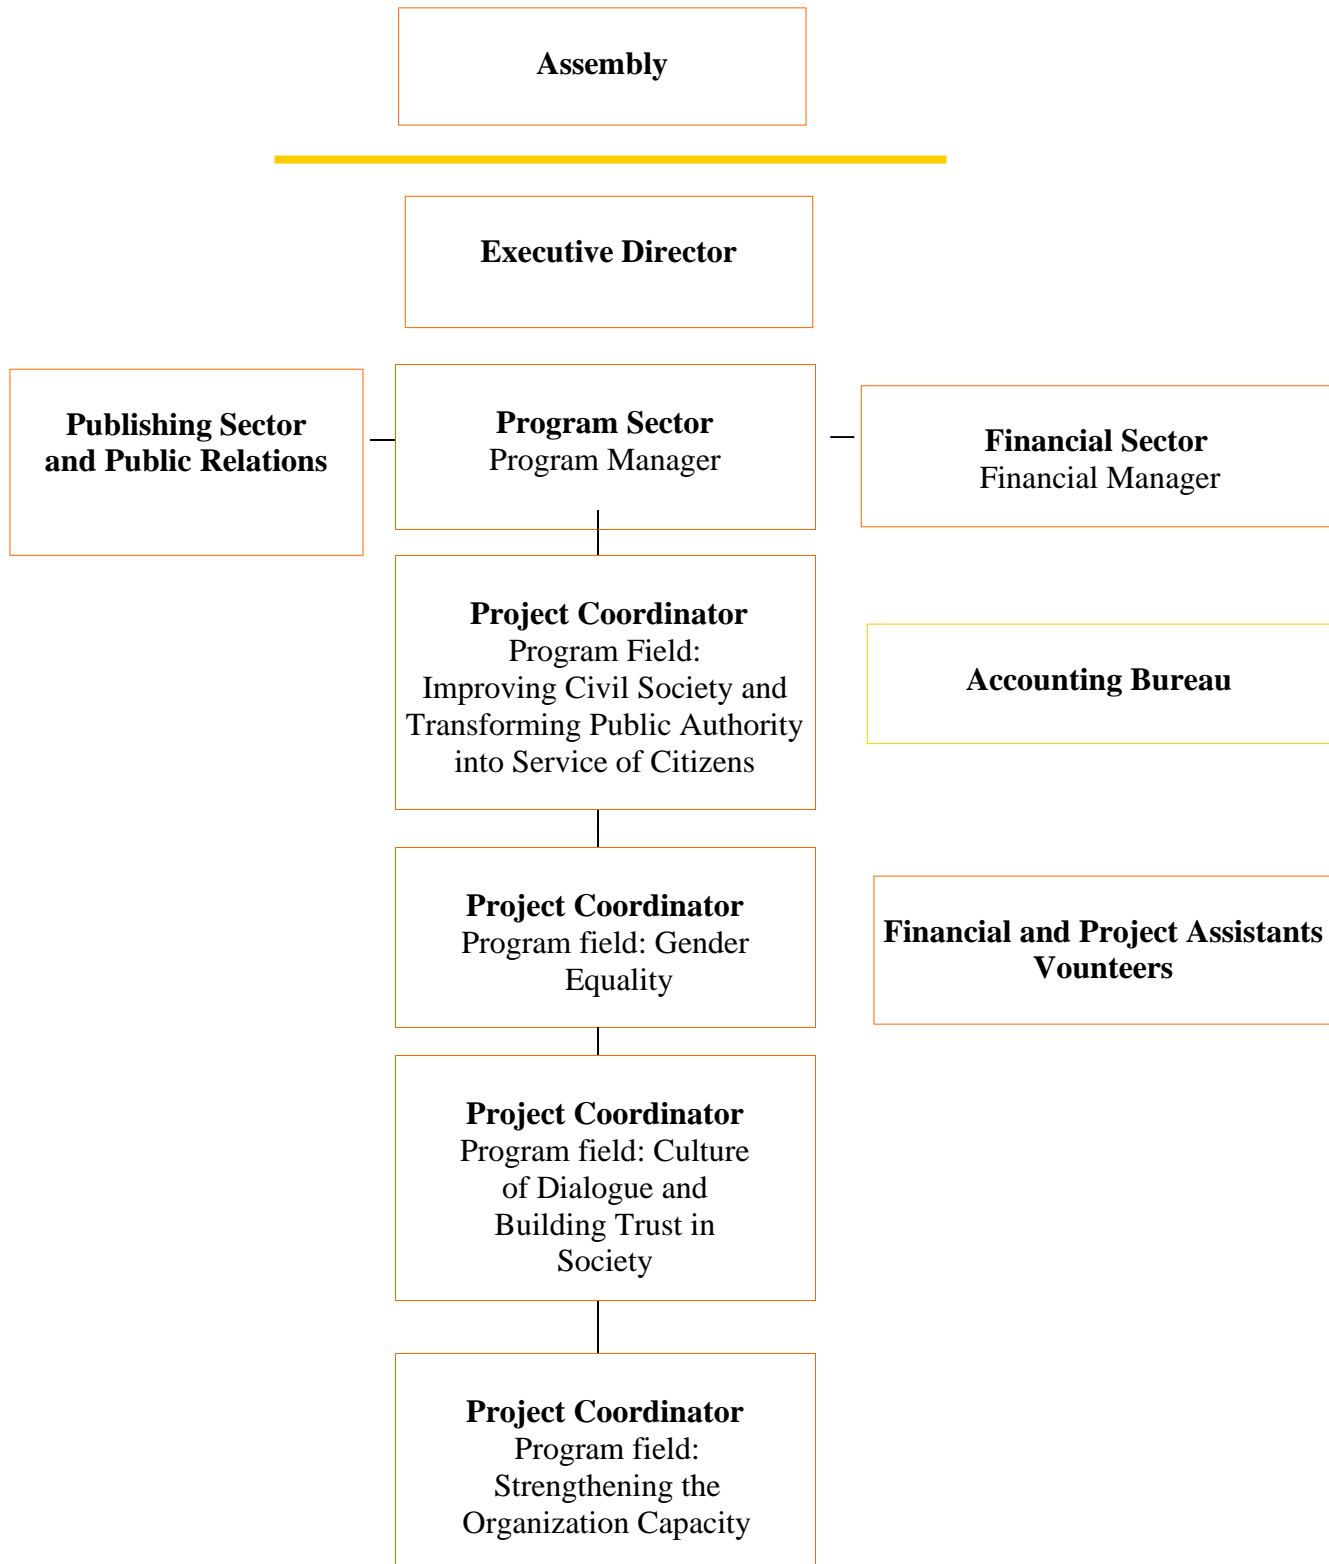 Assembly
Executive Director
Publishing Sector
and Public Relations
Program Sector
Program Manager
Financial Sector
Financial Manager
Project Coordinator
Program Field:
Improving Civil Society and
Transforming Public Authority
into Service of Citizens
Accounting Bureau
Project Coordinator
Program field: Gender
Equality
Financial and Project Assistants
Vounteers
Project Coordinator
Program field: Culture
of Dialogue and
Building Trust in
Society
Project Coordinator
Program field:
Strengthening the
Organization Capacity